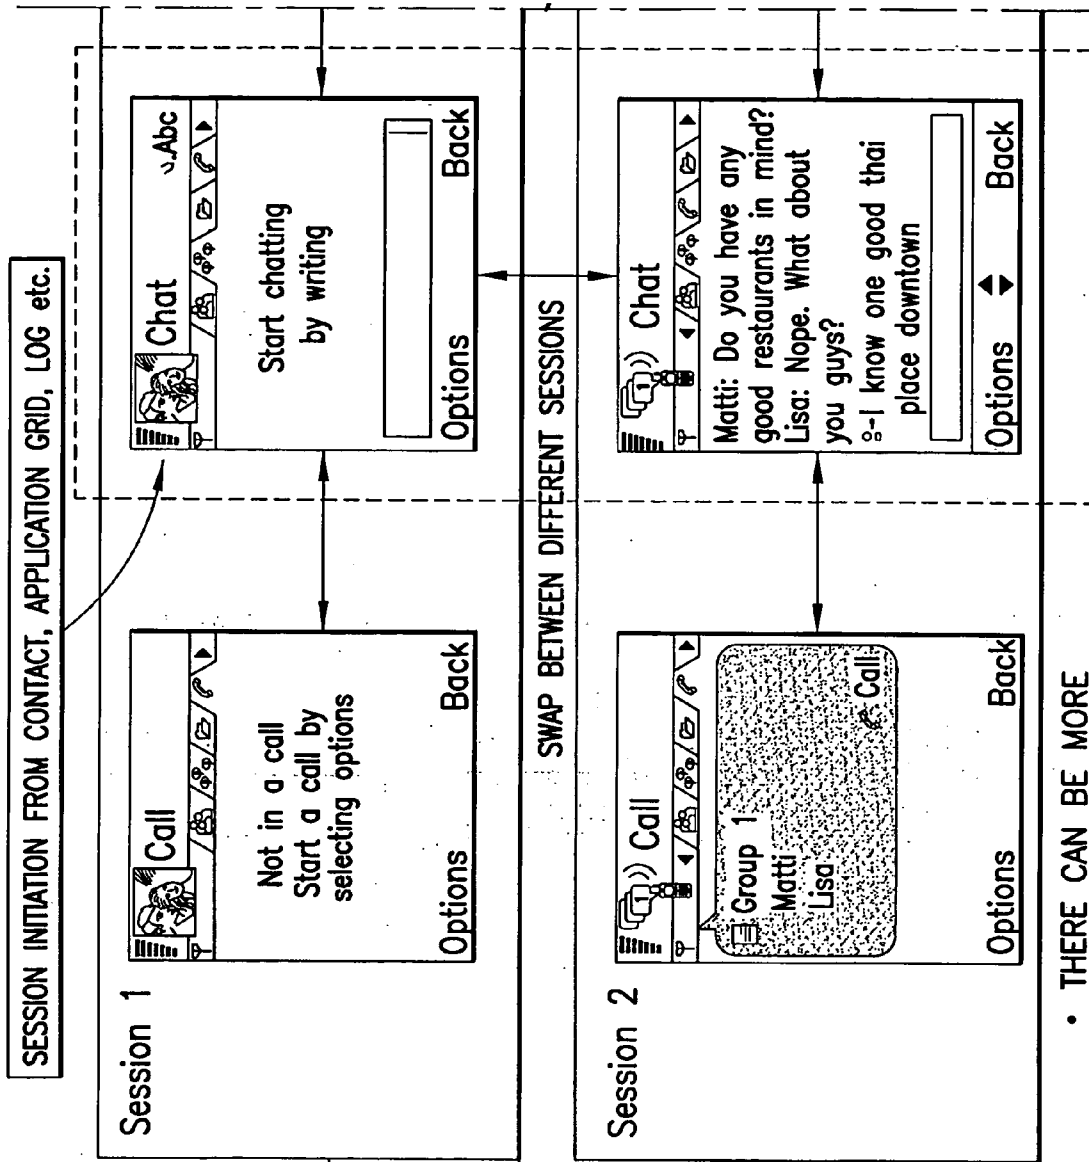 SESSION INITIATION FROM CONTACT, APPLICATION GRID, LOG etc.
Session 1
Call
Not in a call
Start a call by
selecting options
Options Back
Chat
Abc
Start chatting
by writing
Options Back
SWAP BETWEEN DIFFERENT SESSIONS
Session 2
1
Call
Group 1
Matti
Lisa
Call
Options Back
1
Chat
Matti: Do you have any
good restaurants in mind?
Lisa: Nope. What about
you guys?
-I know one good thai
place downtown
Options Back
• THERE CAN BE MORE